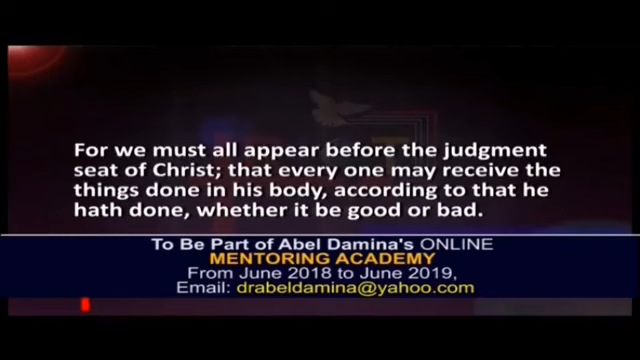 For we must all appear before the judgment
seat of Christ; that every one may receive the
things done in his body, according to that he
hath done, whether it be good or bad.
To Be Part of Abel Damina's ONLINE
MENTORING ACADEMY
From June 2018 to June 2019,
Email: drabeldamina@yahoo.com